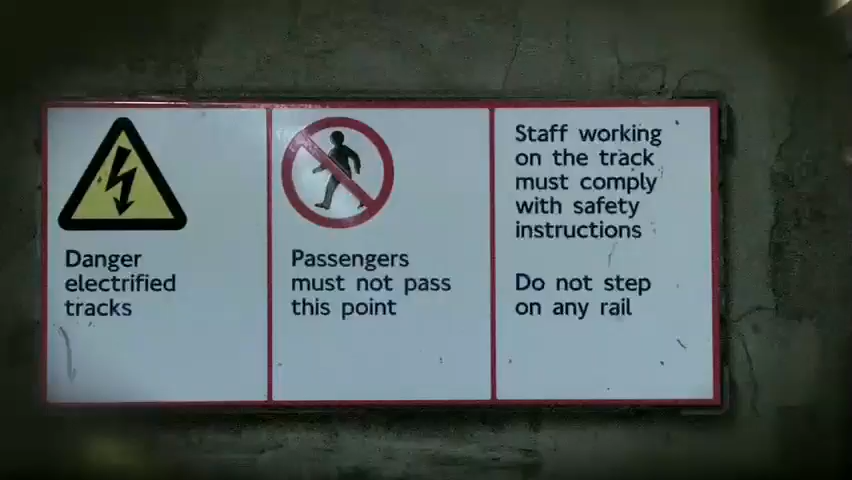 Danger
electrified
tracks
Passengers
must not pass
this point
Staff working
on the track
must comply
with safety
instructions
Do not step
on any rail